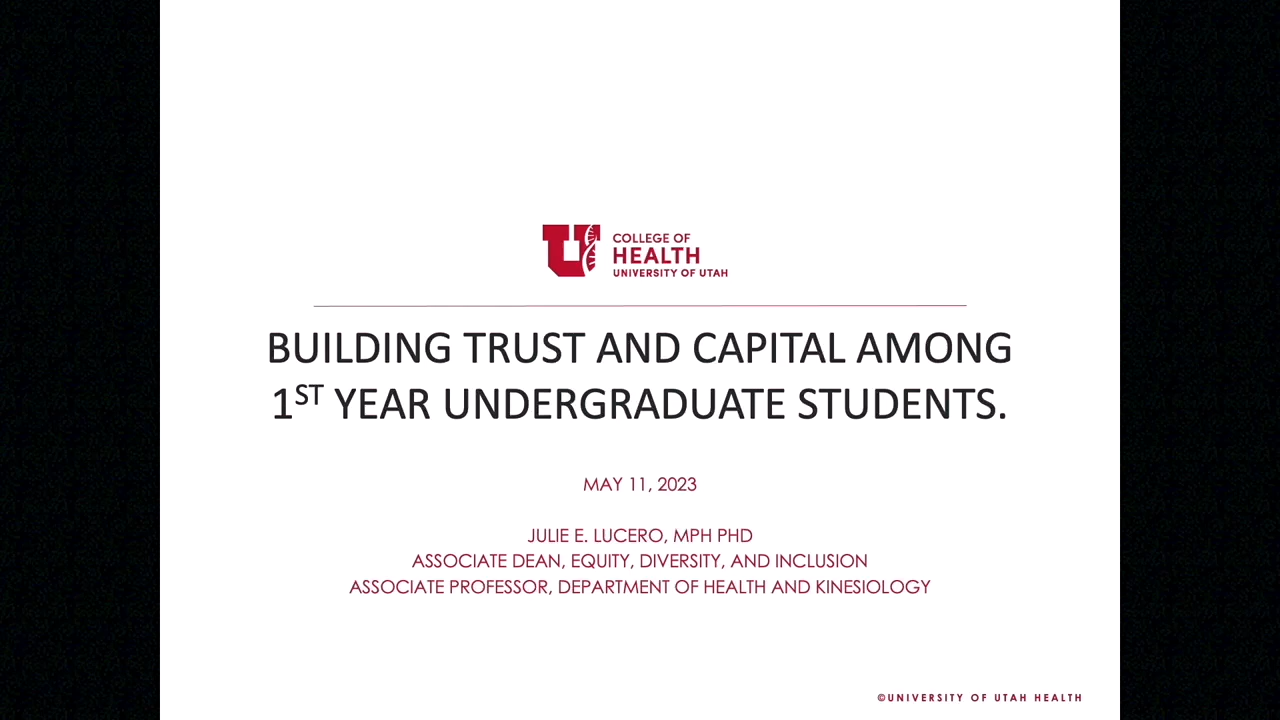 COLLEGE OF
HEALTH
UNIVERSITY OF UTAH
BUILDING TRUST AND CAPITAL AMONG
1ST YEAR UNDERGRADUATE STUDENTS.
MAY 11, 2023
JULIE E. LUCERO, MPH PHD
ASSOCIATE DEAN, EQUITY, DIVERSITY, AND INCLUSION
ASSOCIATE PROFESSOR, DEPARTMENT OF HEALTH AND KINESIOLOGY
©UNIVERSITY OF UTAH HEALTH